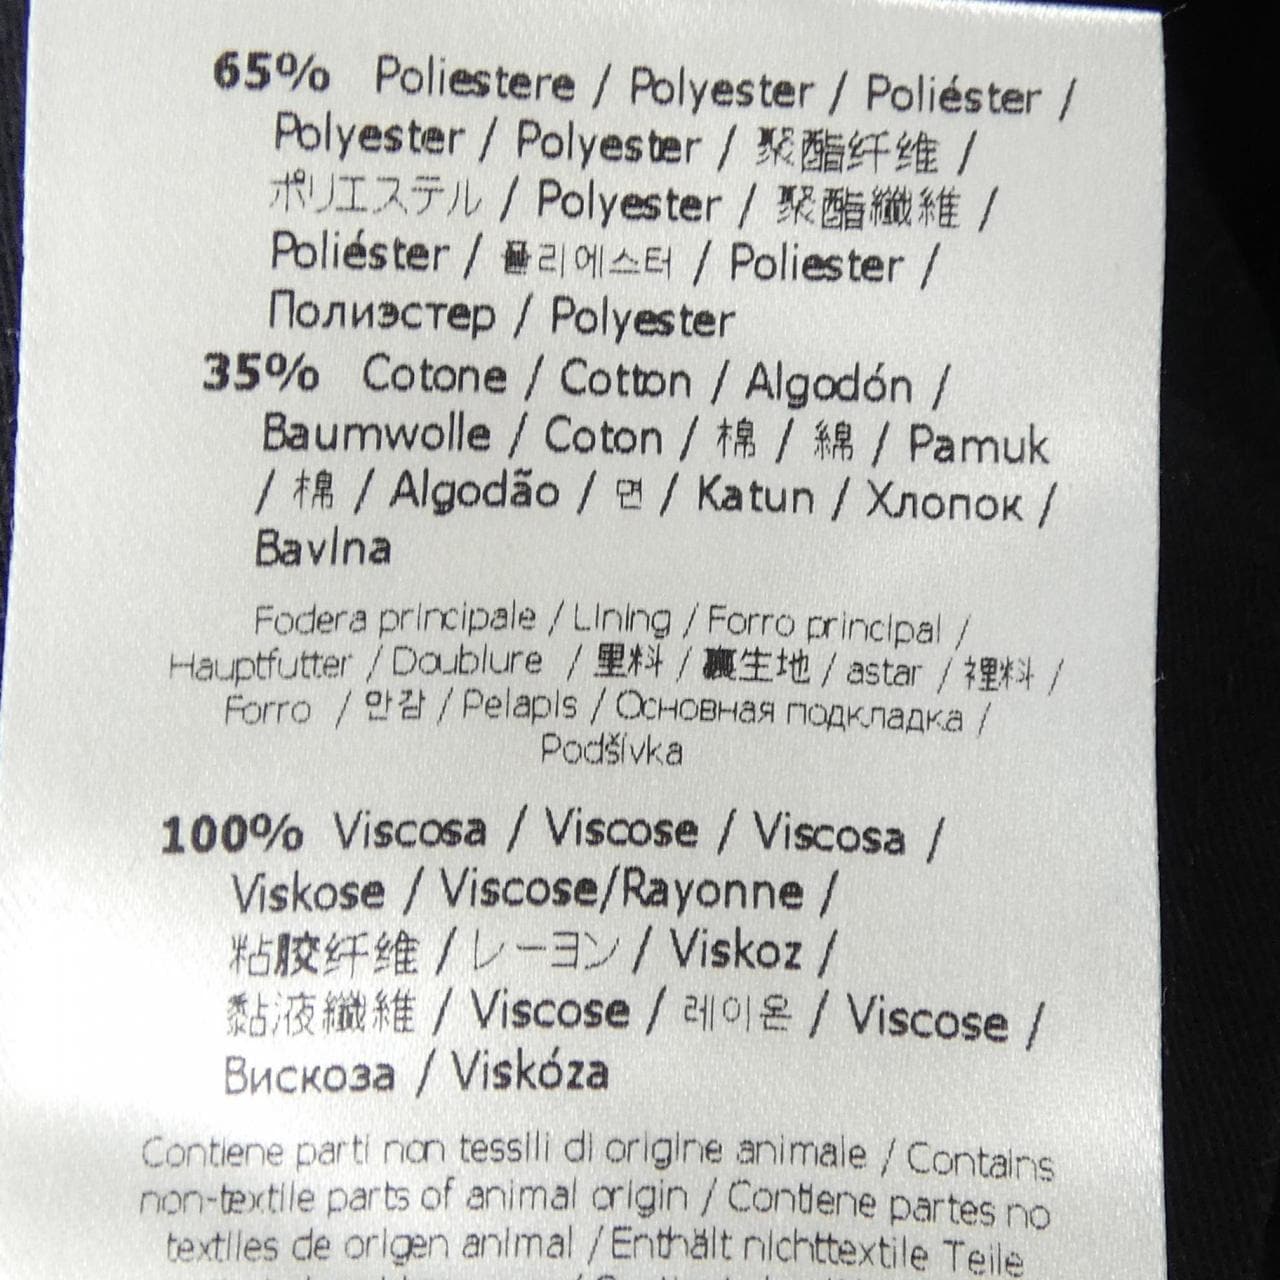 65% Poliestere / Polyester / Poliéster /
Polyester / Polyester / 聚酯纤维 /
ポリエステル / Polyester / 聚酯纖維 /
Poliéster / 폴리에스터 / Poliester /
Полиэстер / Polyester
35% Cotone / Cotton / Algodón /
Baumwolle / Coton / 棉 / 綿 / Pamuk
/ 棉 / Algodão / 면 / Katun / Хлопок /
Bavlna
Fodera principale / Lining / Forro principal /
Hauptfutter / Doublure / 里料 / 裏生地 / astar / 裡料 /
Forro / 안감 / Pelapis / Основная подкладка /
Podšívka
100% Viscosa / Viscose / Viscosa /
Viskose / Viscose/Rayonne /
粘胶纤维 / レーヨン / Viskoz /
黏液纖維 / Viscose / 레이온 / Viscose /
Вискоза / Viskóza
Contiene parti non tessili di origine animale / Contains
non-textile parts of animal origin / Contiene partes no
textiles de origen animal / Enthält nichttextile Teile